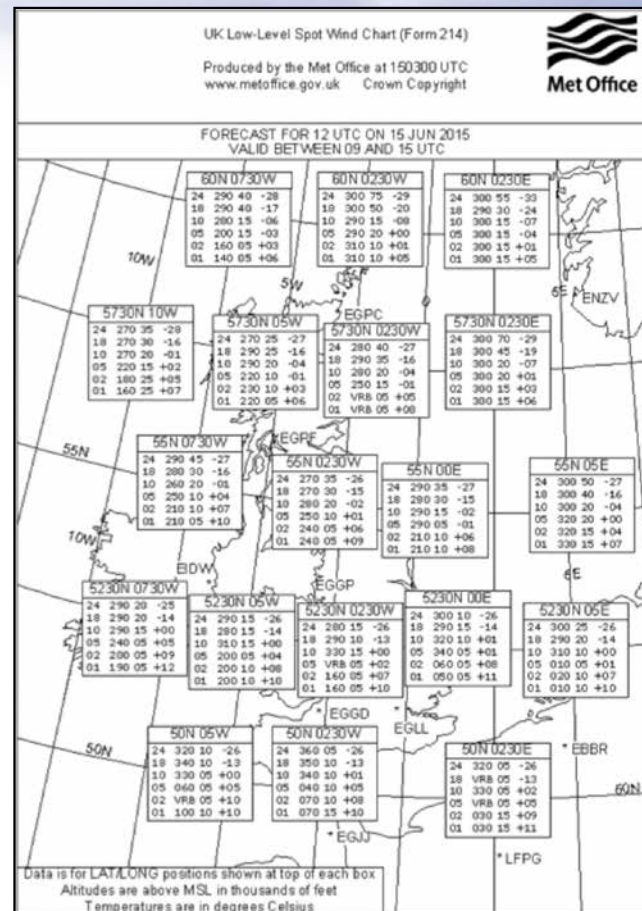 UK Low-Level Spot Wind Chart (Form 214)
Produced by the Met Office at 150300 UTC
www.metoffice.gov.uk Crown Copyright
Met Office
FORECAST FOR 12 UTC ON 15 JUN 2015
VALID BETWEEN 09 AND 15 UTC
60N 0730W
24 290 40 -28
18 290 40 -17
10 280 15 -06
05 200 15 -03
02 160 05 +03
01 140 05 +06
60N 0230W
24 300 75 -29
18 300 50 -20
10 290 15 -08
05 290 20 +00
02 310 10 +01
01 310 10 +05
60N 0230E
24 300 55 -33
18 290 30 -24
10 300 15 -07
05 300 15 -04
02 300 15 +01
01 300 15 +05
10W
5W
EGPC
ENZV
5730N 10W
24 270 35 -28
18 270 30 -16
10 270 20 -01
05 220 15 +02
02 180 25 +05
01 160 25 +07
5730N 05W
24 270 25 -27
18 290 25 -16
10 290 20 -04
05 220 10 -01
02 230 10 +03
01 220 05 +06
5730N 0230W
24 280 40 -27
18 290 35 -16
10 280 20 -04
05 250 15 -01
02 VRB 05 +05
01 VRB 05 +08
5730N 0230E
24 300 70 -29
18 300 45 -19
10 300 20 -07
05 300 20 +01
02 300 15 +03
01 300 15 +06
55N
EGPF
55N 0730W
24 290 45 -27
18 280 30 -16
10 260 20 -01
05 250 10 +04
02 210 10 +07
01 210 05 +10
55N 0230W
24 270 35 -26
18 270 30 -15
10 280 20 -02
05 250 10 +01
02 240 05 +06
01 240 05 +09
55N 00E
24 290 35 -27
18 280 30 -15
10 290 15 -02
05 290 05 -01
02 210 10 +06
01 210 10 +08
55N 05E
24 300 50 -27
18 300 40 -16
10 300 20 -04
05 320 20 +00
02 320 15 +04
01 330 15 +07
10W
EIDW
EGGP
5230N 0730W
24 290 20 -25
18 290 20 -14
10 290 15 +00
05 240 05 +05
02 200 05 +09
01 190 05 +12
5230N 05W
24 290 15 -26
18 280 15 -14
10 310 15 +00
05 200 05 +04
02 200 10 +08
01 200 10 +10
5230N 0230W
24 280 15 -26
18 290 10 -13
10 330 15 +00
05 VRB 05 +02
02 160 05 +07
01 160 05 +10
5230N 00E
24 300 10 -26
18 290 15 -14
10 320 10 +01
05 340 05 +01
02 060 05 +08
01 050 05 +11
5230N 05E
24 300 25 -26
18 290 20 -14
10 310 10 +00
05 010 05 +01
02 020 10 +07
01 010 10 +10
EGGD
EGLL
EBBR
50N
50N 05W
24 320 10 -26
18 340 10 -13
10 330 05 +00
05 060 05 +05
02 VRB 05 +10
01 100 10 +10
50N 0230W
24 360 05 -26
18 350 10 -13
10 340 10 +01
05 040 10 +05
02 070 10 +08
01 070 15 +10
50N 0230E
24 320 05 -26
18 VRB 05 -13
10 330 05 +02
05 VRB 05 +05
02 030 15 +09
01 030 15 +11
EGJJ
LFPG
Data is for LAT/LONG positions shown at top of each box
Altitudes are above MSL in thousands of feet
Temperatures are in degrees Celsius